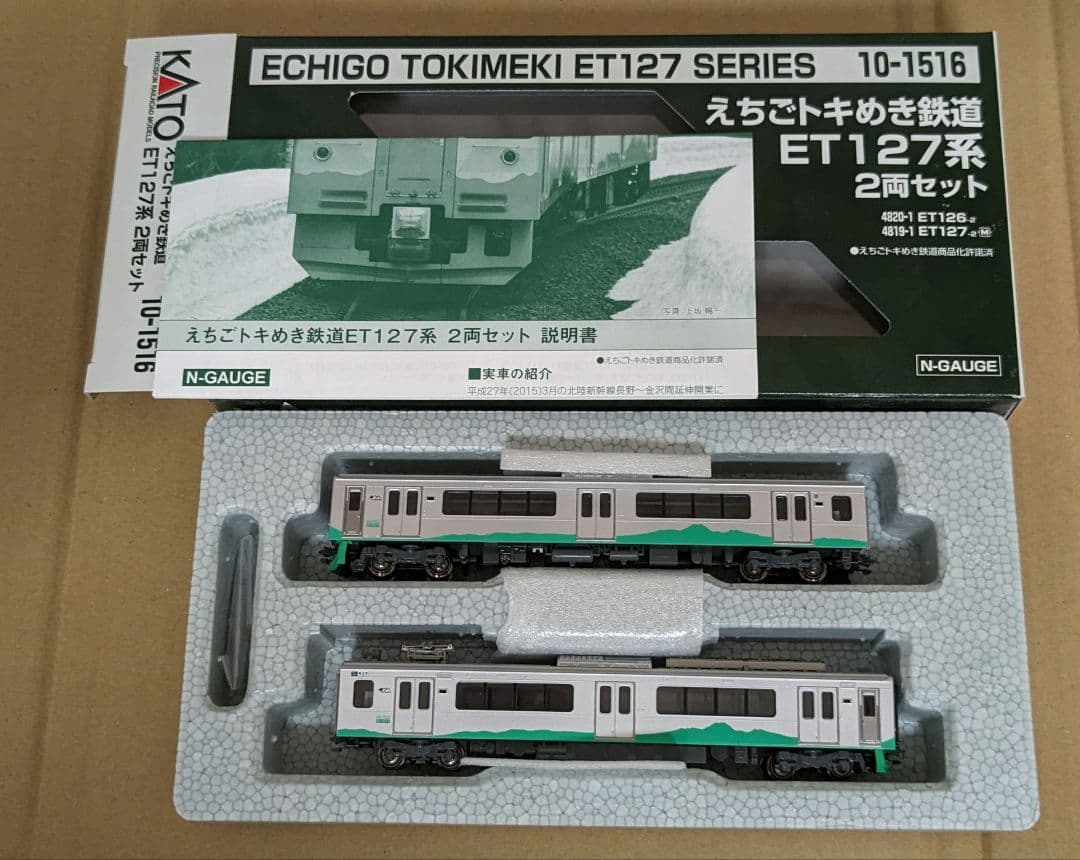 ECHIGO TOKIMEKI ET127 SERIES 10-1516
えちごトキめき鉄道
ET127系
2両セット
4820-1 ET126-2
4819-1 ET127-2 M
●えちごトキめき鉄道商品化許諾済
N-GAUGE
KATO
PRECISION RAILROAD MODELS
えちごトキめき鉄道
ET127系 2両セット
10-1516
えちごトキめき鉄道ET127系 2両セット 説明書
●えちごトキめき鉄道商品化許諾済
N-GAUGE
■実車の紹介
平成27年(2015)3月の北陸新幹線長野〜金沢間延伸開業に